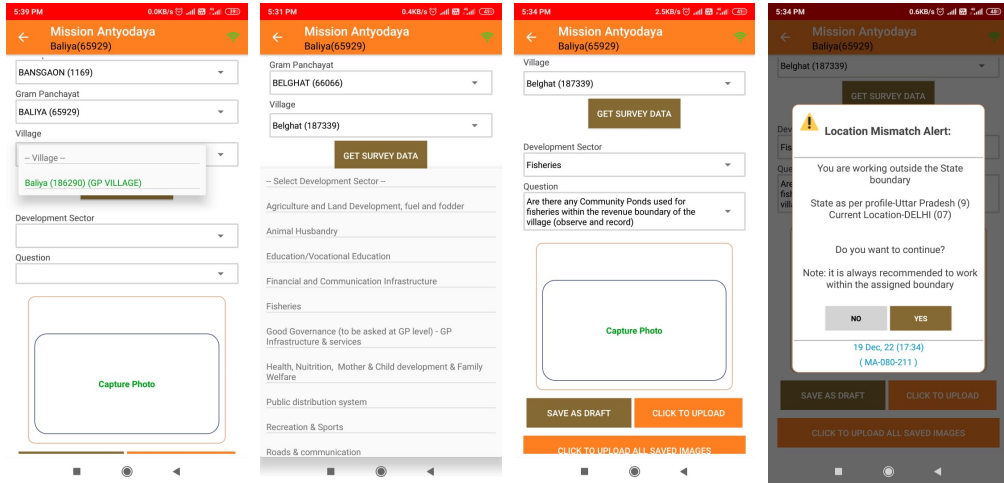 5:39 PM
0.0KB/s
39
Mission Antyodaya
Baliya(65929)
BANSGAON (1169)
Gram Panchayat
BALIYA (65929)
Village
-- Village --
Baliya (186290) (GP VILLAGE)
Development Sector
Question
Capture Photo
5:31 PM
0.4KB/s
Mission Antyodaya
Baliya(65929)
Gram Panchayat
BELGHAT (66066)
Village
Belghat (187339)
GET SURVEY DATA
-- Select Development Sector --
Agriculture and Land Development, fuel and fodder
Animal Husbandry
Education/Vocational Education
Financial and Communication Infrastructure
Fisheries
Good Governance (to be asked at GP level) - GP
Infrastructure & services
Health, Nuitrition, Mother & Child development & Family
Welfare
Public distribution system
Recreation & Sports
Roads & communication
5:34 PM
2.5KB/s
Mission Antyodaya
Baliya(65929)
Village
Belghat (187339)
GET SURVEY DATA
Development Sector
Fisheries
Question
Are there any Community Ponds used for
fisheries within the revenue boundary of the
village (observe and record)
Capture Photo
SAVE AS DRAFT
CLICK TO UPLOAD
CLICK TO UPLOAD ALL SAVED IMAGES
5:34 PM
0.6KB/s
Mission Antyodaya
Baliya(65929)
Belghat (187339)
GET SURVEY DATA
Dev
Fis
Que
Are
fish
villa
Location Mismatch Alert:
You are working outside the State
boundary
State as per profile-Uttar Pradesh (9)
Current Location-DELHI (07)
Do you want to continue?
Note: it is always recommended to work
within the assigned boundary
NO
YES
19 Dec, 22 (17:34)
( MA-080-211 )
SAVE AS DRAFT
CLICK TO UPLOAD
CLICK TO UPLOAD ALL SAVED IMAGES